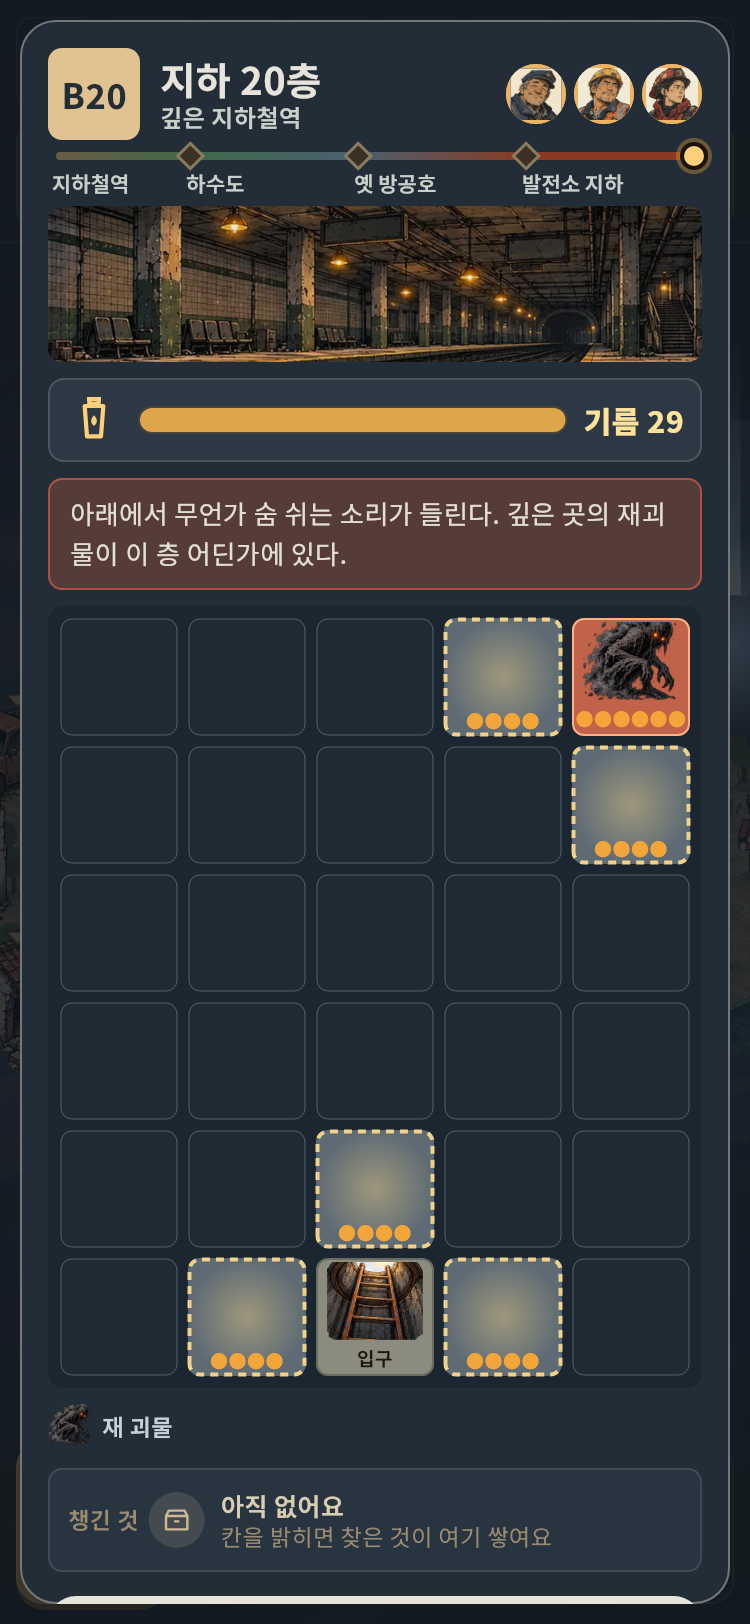 B20
지하 20층
깊은 지하철역
지하철역
하수도
옛 방공호
발전소 지하
기름 29
아래에서 무언가 숨 쉬는 소리가 들린다. 깊은 곳의 재괴
물이 이 층 어딘가에 있다.
입구
재 괴물
챙긴 것
아직 없어요
칸을 밝히면 찾은 것이 여기 쌓여요